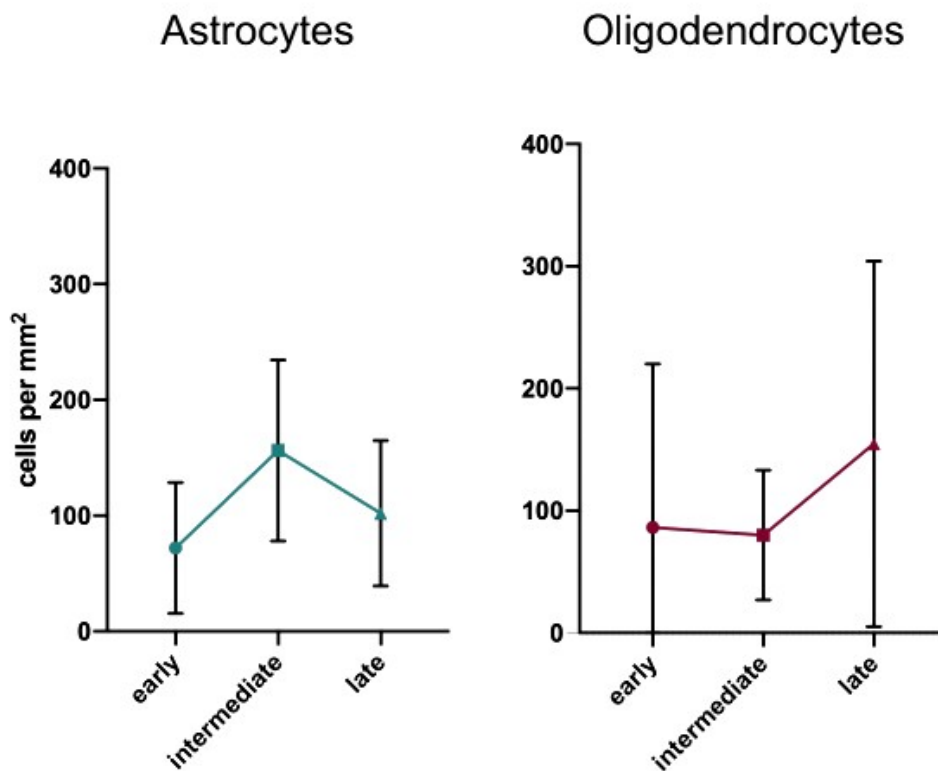 Astrocytes
400
300
200
100
0
cells per mm²
early
intermediate
late
Oligodendrocytes
400
300
200
100
0
early
intermediate
late